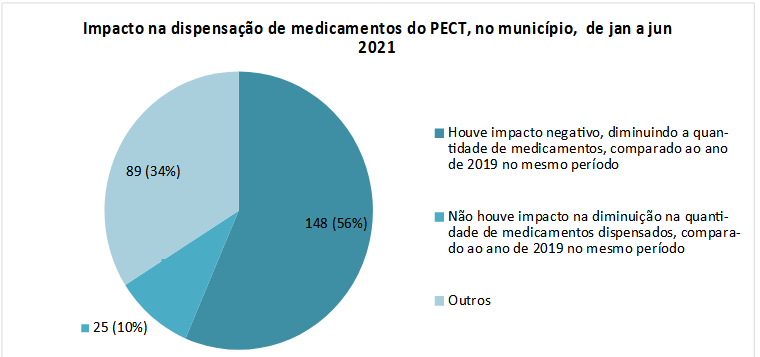 Impacto na dispensação de medicamentos do PECT, no município, de jan a jun
2021
89 (34%)
148 (56%)
25 (10%)
Houve impacto negativo, diminuindo a quan-
tidade de medicamentos, comparado ao ano
de 2019 no mesmo período
Não houve impacto na diminuição na quanti-
dade de medicamentos dispensados, compara-
do ao ano de 2019 no mesmo período
Outros